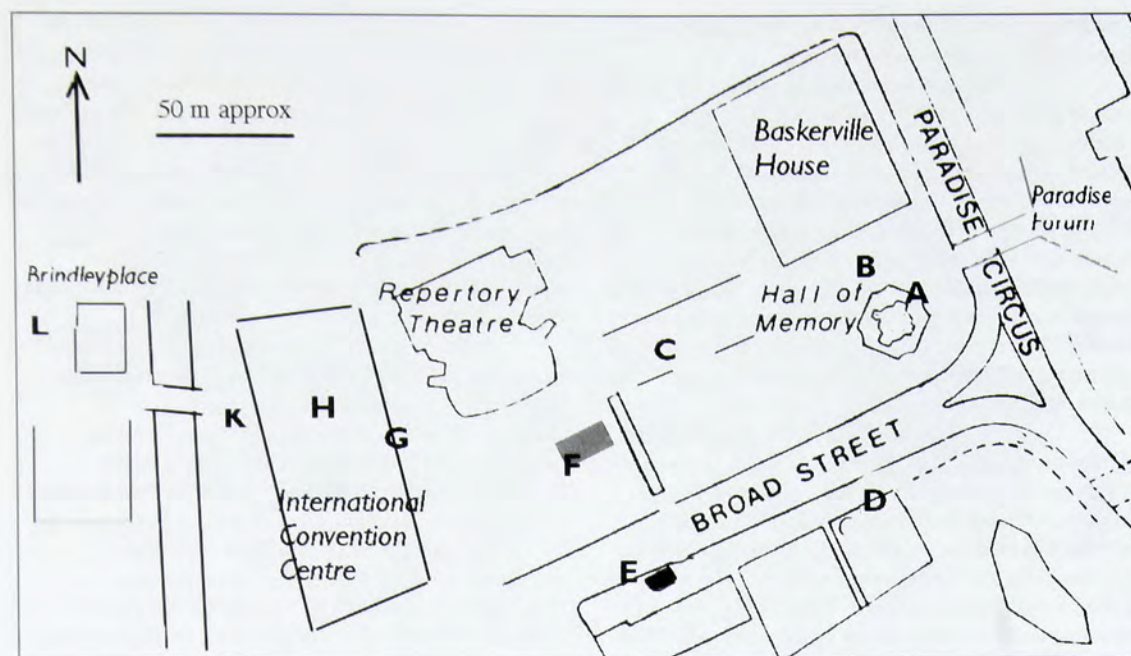 N
50 m approx
Baskerville
House
PARADISE
CIRCUS
Paradise
Forum
Brindleyplace
Repertory
Theatre
Hall of
Memory
B
A
C
L
H
K
G
F
International
Convention
Centre
BROAD STREET
D
E